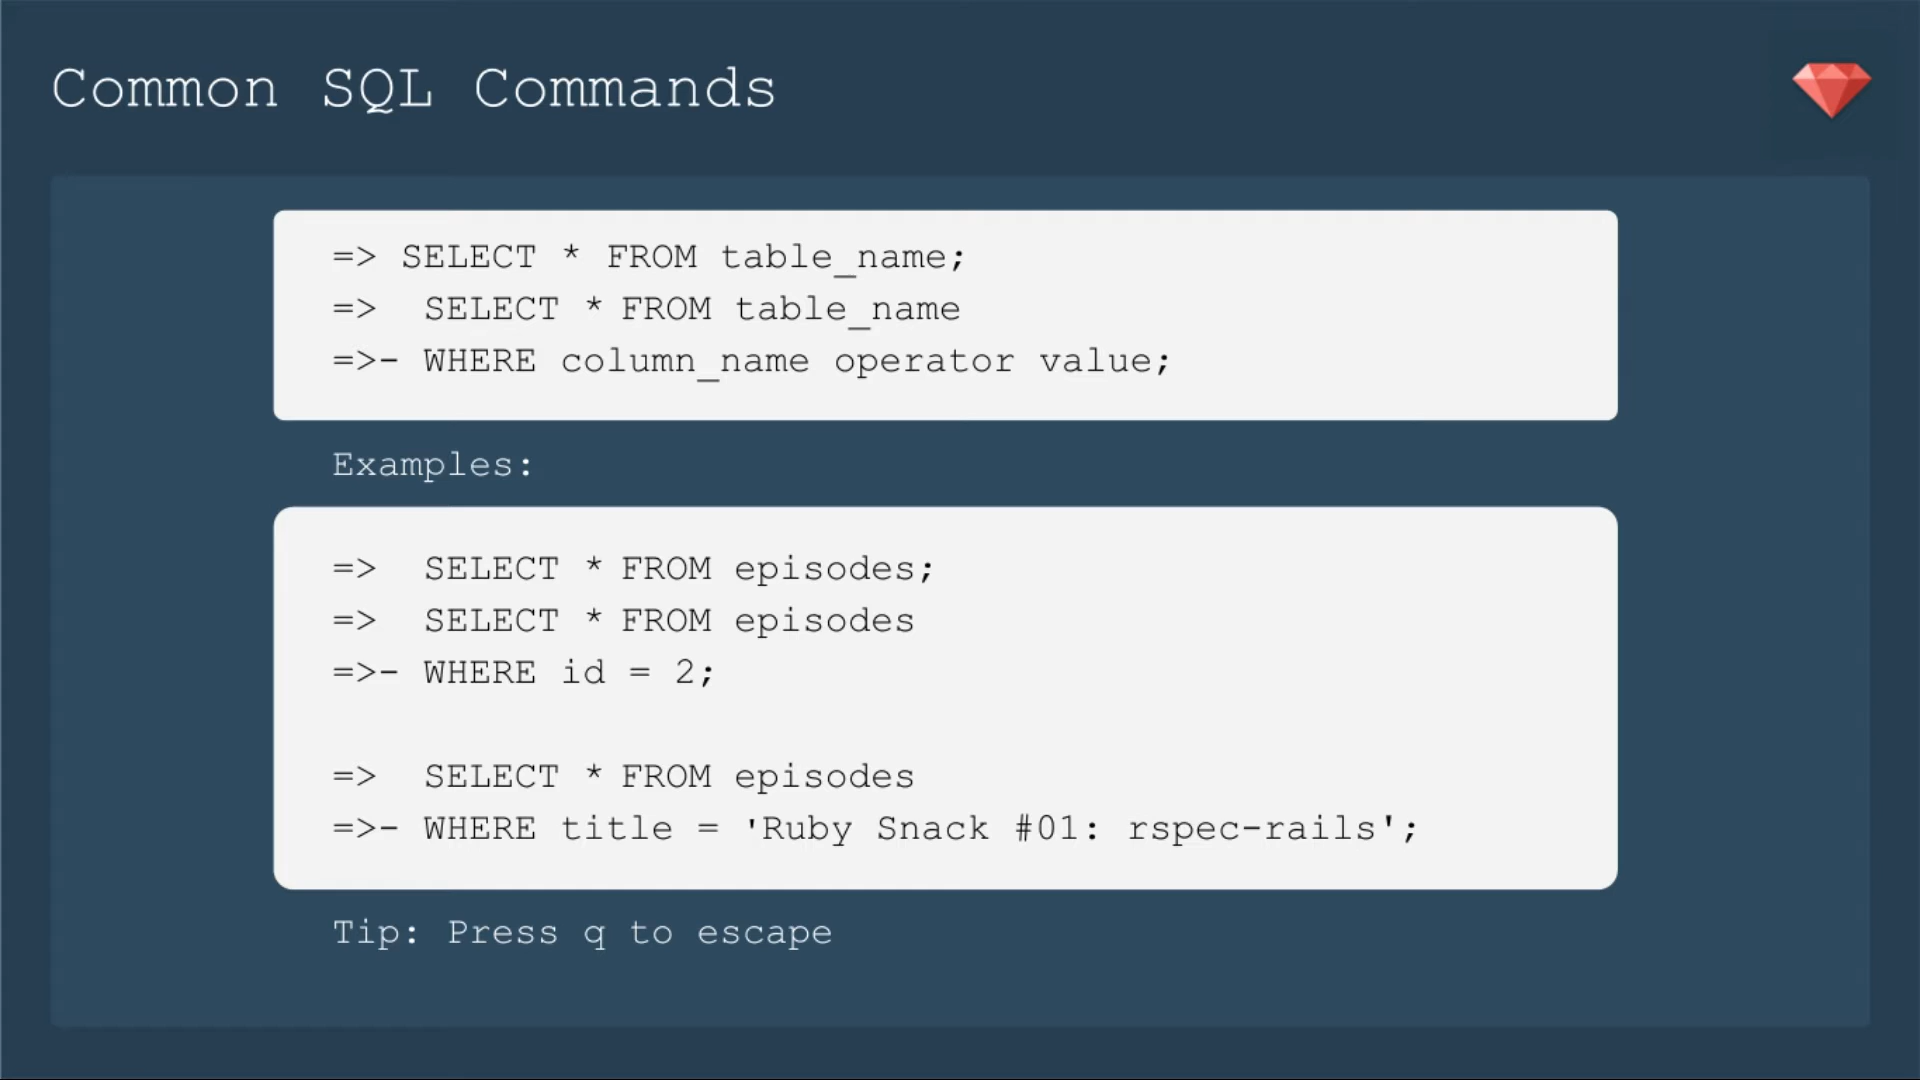 Common SQL Commands
=> SELECT * FROM table_name;
=> SELECT * FROM table_name
=>- WHERE column_name operator value;
Examples:
=> SELECT * FROM episodes;
=> SELECT * FROM episodes
=>- WHERE id = 2;
=> SELECT * FROM episodes
=>- WHERE title = 'Ruby Snack #01: rspec-rails';
Tip: Press q to escape